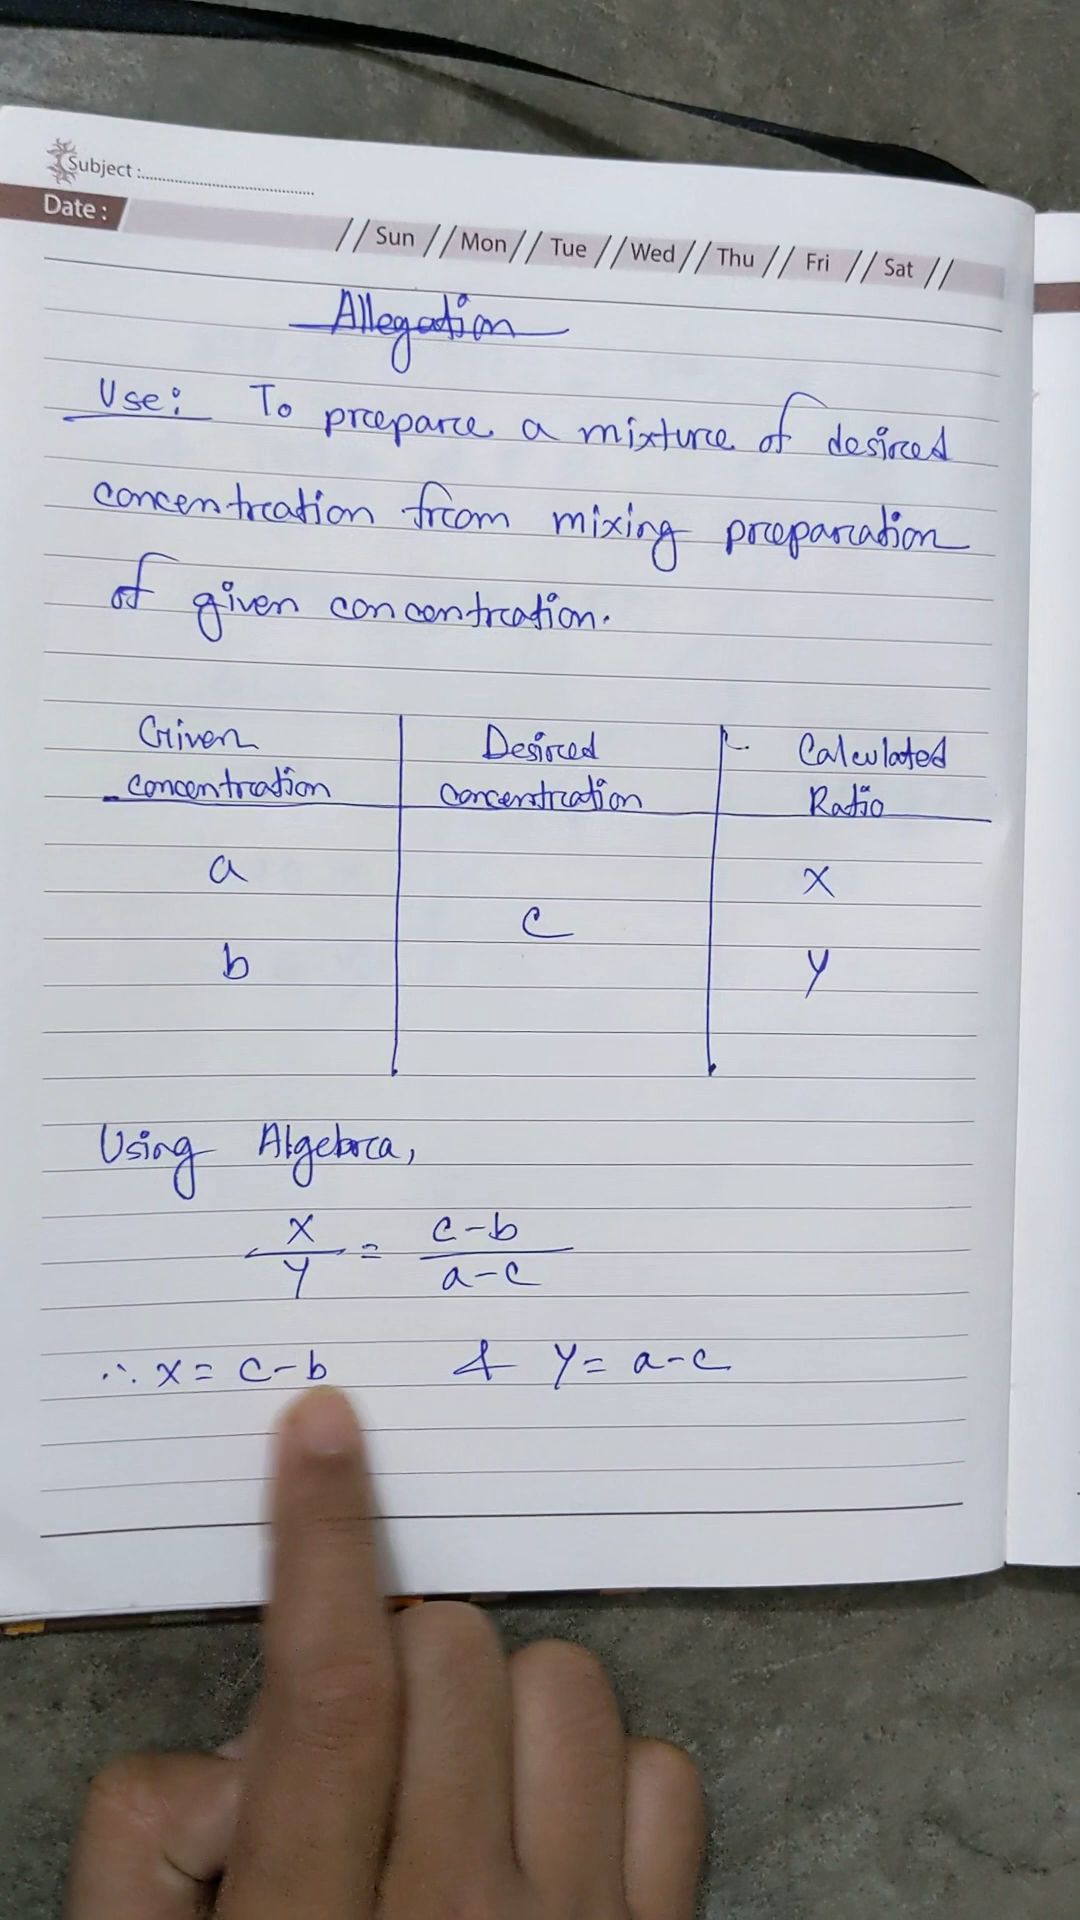 Subject :
Date :
// Sun // Mon // Tue // Wed // Thu // Fri // Sat //
Allegation
Use: To prepare a mixture of desired
concentration from mixing preparation
of given concentration.
Given Desired Calculated
concentration concentration Ratio
a x
c
b y
Using Algebra,
x/y = c-b/a-c
∴ x = c-b & y = a-c